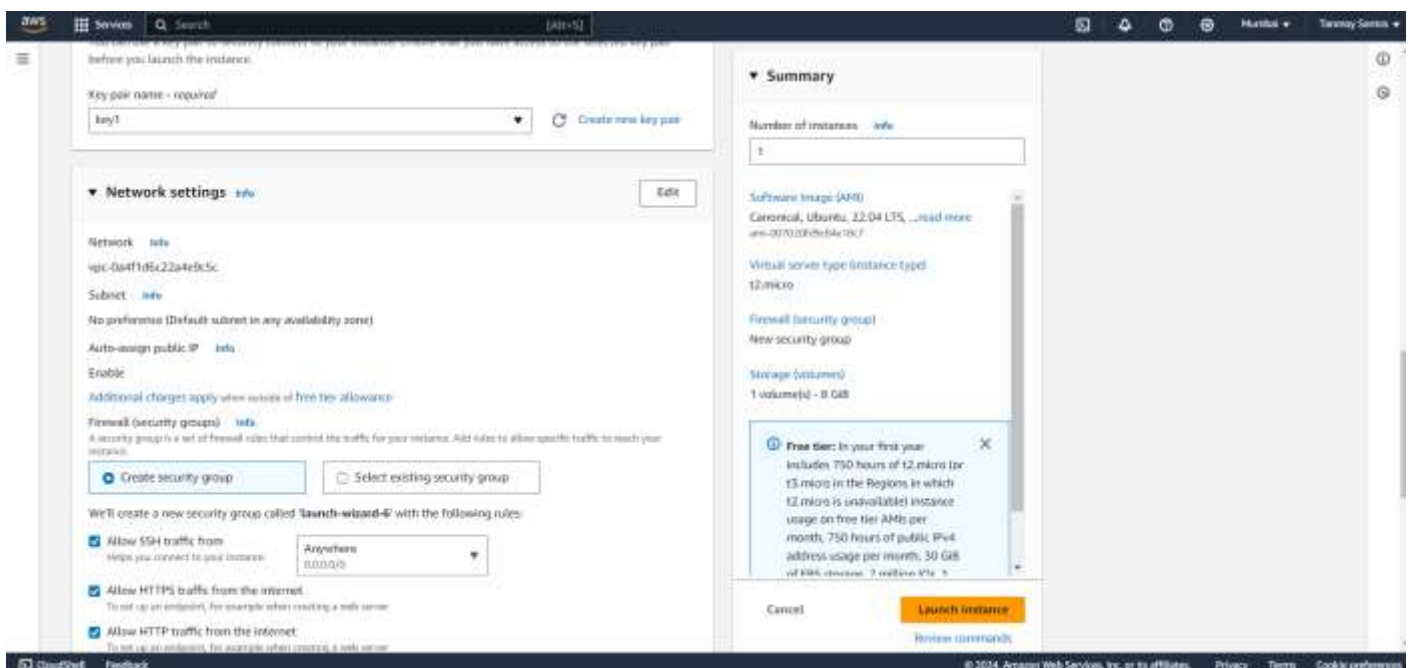 aws
Services
Search
[Alt+S]
Mumbai
Tanmay
before you launch the instance.
Key pair name - required
key1
Create new key pair
Network settings Info
Edit
Network Info
Subnet Info
No preference (Default subnet in any availability zone)
Auto-assign public IP Info
Enable
Additional charges apply when outside of free tier allowance
Firewall (security groups) Info
A security group is a set of firewall rules that control the traffic for your instance. Add rules to allow specific traffic to reach your
instance.
Create security group
Select existing security group
We'll create a new security group called 'launch-wizard-6' with the following rules:
Allow SSH traffic from
Helps you connect to your instance
Anywhere
0.0.0.0/0
Allow HTTPS traffic from the internet
To set up an endpoint, for example when creating a web server
Allow HTTP traffic from the internet
To set up an endpoint, for example when creating a web server
Summary
Number of instances Info
1
Software Image (AMI)
Canonical, Ubuntu, 22.04 LTS, ...read more
Virtual server type (instance type)
t2.micro
Firewall (security group)
New security group
Storage (volumes)
1 volume(s) - 8 GiB
Free tier: In your first year
includes 750 hours of t2.micro (or
t3.micro in the Regions in which
t2.micro is unavailable) instance
usage on free tier AMIs per
month, 750 hours of public IPv4
address usage per month, 30 GiB
of EBS storage, 2 million IOs, 1
Cancel
Launch instance
Review commands
CloudShell
Feedback
© 2024, Amazon Web Services, Inc. or its affiliates.
Privacy
Terms
Cookie preferences